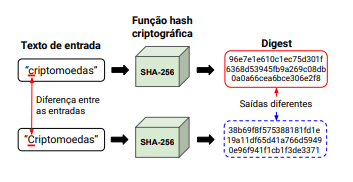 Função hash
criptográfica
Texto de entrada
Digest
"criptomoedas"
SHA-256
96e7e1e610c1ec75d301f
6368d53945fb9a269c08db
0a0a66cea6bce306e2f8
Diferença entre
as entradas
Saídas diferentes
"Criptomoedas"
SHA-256
38b69f8f575388181fd1e
19a11df65d41a766d5949
0e96f941f1cb1f3de3371